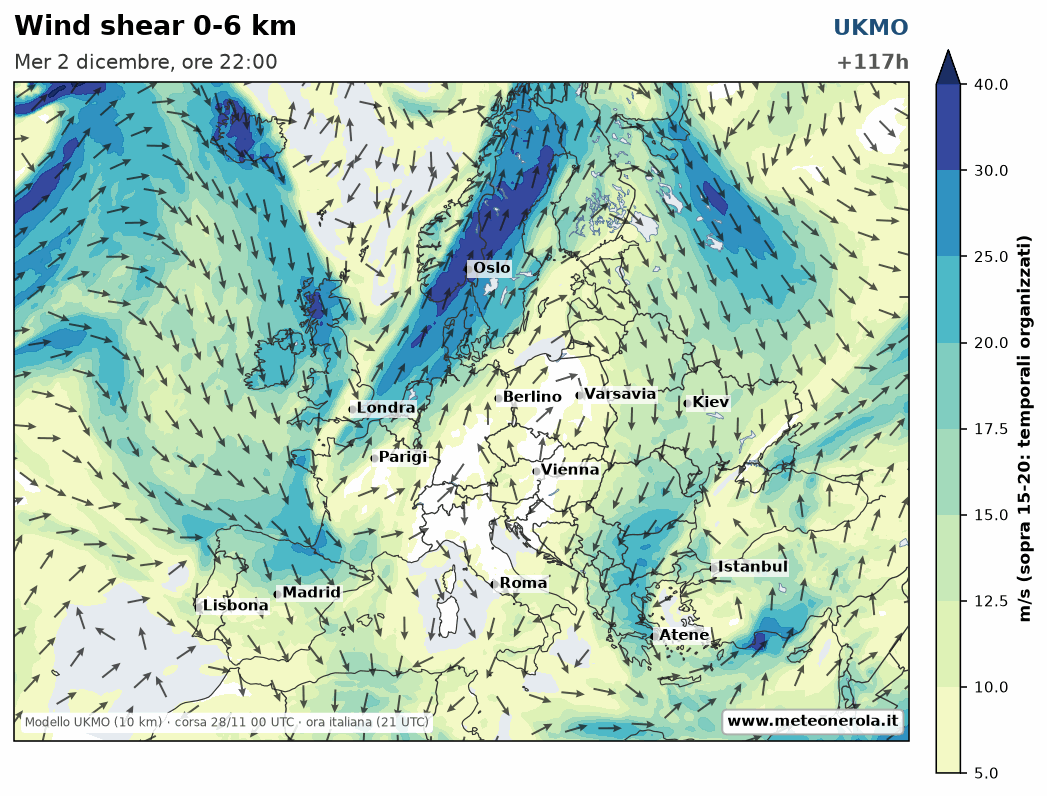 Wind shear 0-6 km
UKMO
Mer 2 dicembre, ore 22:00
+117h
40.0
30.0
25.0
20.0
17.5
15.0
12.5
10.0
5.0
m/s (sopra 15-20: temporali organizzati)
Oslo
Londra
Berlino
Varsavia
Kiev
Parigi
Vienna
Istanbul
Roma
Madrid
Lisbona
Atene
Modello UKMO (10 km) · corsa 28/11 00 UTC · ora italiana (21 UTC)
www.meteonerola.it